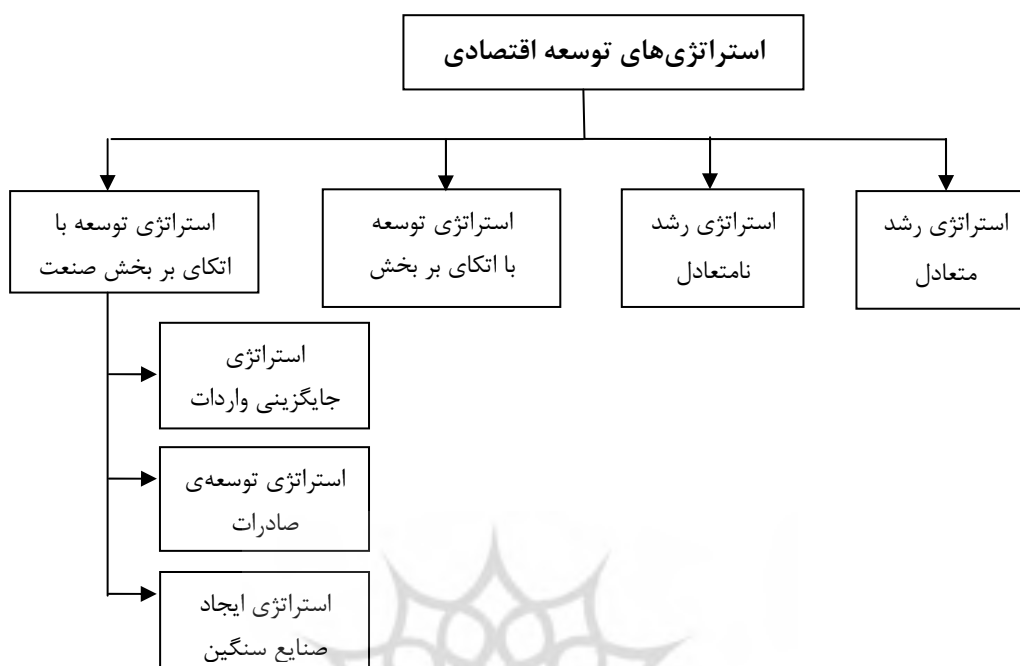 استراتژی‌های توسعه اقتصادی
استراتژی رشد
متعادل
استراتژی رشد
نامتعادل
استراتژی توسعه
با اتکای بر بخش
استراتژی توسعه با
اتکای بر بخش صنعت
استراتژی
جایگزینی واردات
استراتژی توسعه‌ی
صادرات
استراتژی ایجاد
صنایع سنگین